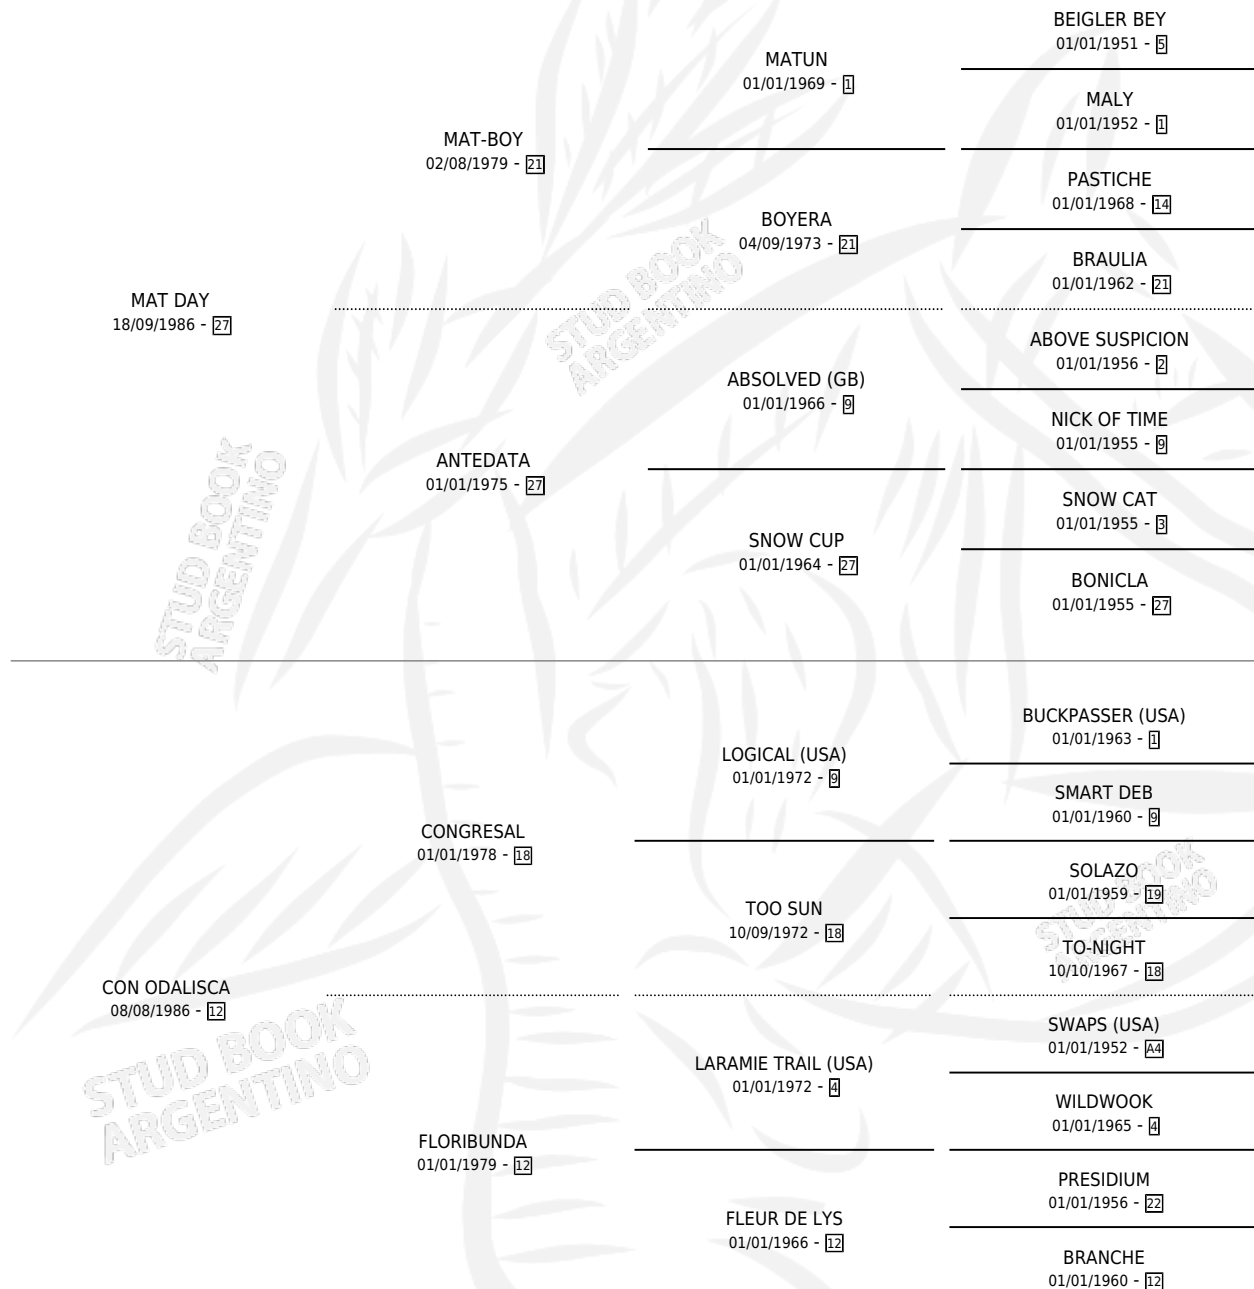 BEIGLER BEY
01/01/1951 - 5
MATUN
01/01/1969 - 1
MALY
01/01/1952 - 1
MAT-BOY
02/08/1979 - 21
PASTICHE
01/01/1968 - 14
BOYERA
04/09/1973 - 21
BRAULIA
01/01/1962 - 21
MAT DAY
18/09/1986 - 27
ABOVE SUSPICION
01/01/1956 - 2
ABSOLVED (GB)
01/01/1966 - 9
NICK OF TIME
01/01/1955 - 9
ANTEDATA
01/01/1975 - 27
SNOW CAT
01/01/1955 - 3
SNOW CUP
01/01/1964 - 27
BONICLA
01/01/1955 - 27
STUD BOOK
ARGENTINO
STUD BOOK
ARGENTINO
BUCKPASSER (USA)
01/01/1963 - 1
LOGICAL (USA)
01/01/1972 - 9
SMART DEB
01/01/1960 - 9
CONGRESAL
01/01/1978 - 18
SOLAZO
01/01/1959 - 19
TOO SUN
10/09/1972 - 18
TO-NIGHT
10/10/1967 - 18
CON ODALISCA
08/08/1986 - 12
SWAPS (USA)
01/01/1952 - A4
LARAMIE TRAIL (USA)
01/01/1972 - 4
WILDWOOK
01/01/1965 - 4
FLORIBUNDA
01/01/1979 - 12
PRESIDIUM
01/01/1956 - 22
FLEUR DE LYS
01/01/1966 - 12
BRANCHE
01/01/1960 - 12
STUD BOOK
ARGENTINO
STUD BOOK
ARGENTINO